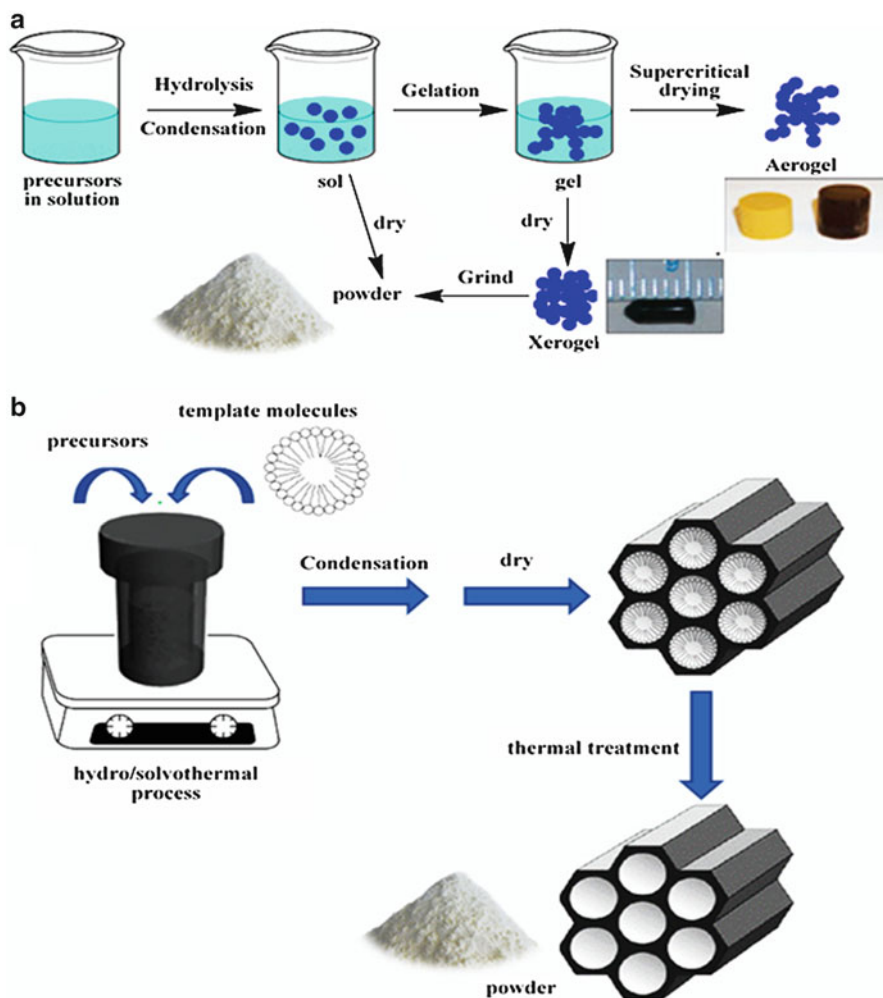 a
Hydrolysis
Condensation
Gelation
Supercritical
drying
precursors
in solution
sol
gel
Aerogel
dry
dry
powder
Grind
Xerogel
b
template molecules
precursors
Condensation
dry
hydro/solvothermal
process
thermal treatment
powder